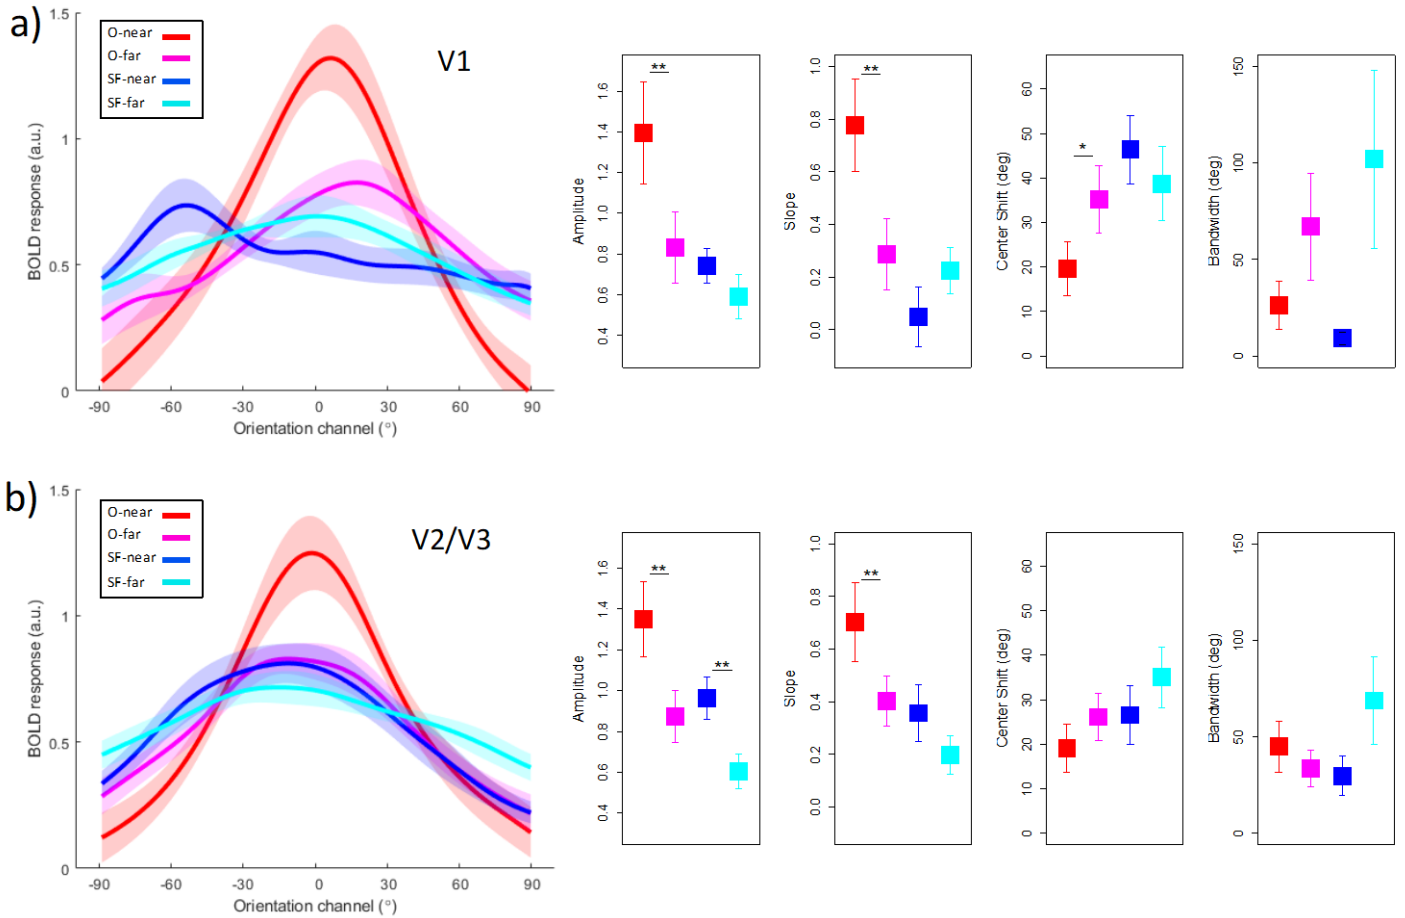 a)
1.5
1
0.5
0
BOLD response (a.u.)
O-near
O-far
SF-near
SF-far
V1
-90 -60 -30 0 30 60 90
Orientation channel (°)
Amplitude
1.6
1.4
1.2
1.0
0.8
0.6
0.4
**
Slope
1.0
0.8
0.6
0.4
0.2
0.0
**
Center Shift (deg)
60
50
40
30
20
10
0
*
Bandwidth (deg)
150
100
50
0
b)
1.5
1
0.5
0
BOLD response (a.u.)
O-near
O-far
SF-near
SF-far
V2/V3
-90 -60 -30 0 30 60 90
Orientation channel (°)
Amplitude
1.6
1.4
1.2
1.0
0.8
0.6
0.4
**
**
Slope
1.0
0.8
0.6
0.4
0.2
0.0
**
Center Shift (deg)
60
50
40
30
20
10
0
Bandwidth (deg)
150
100
50
0